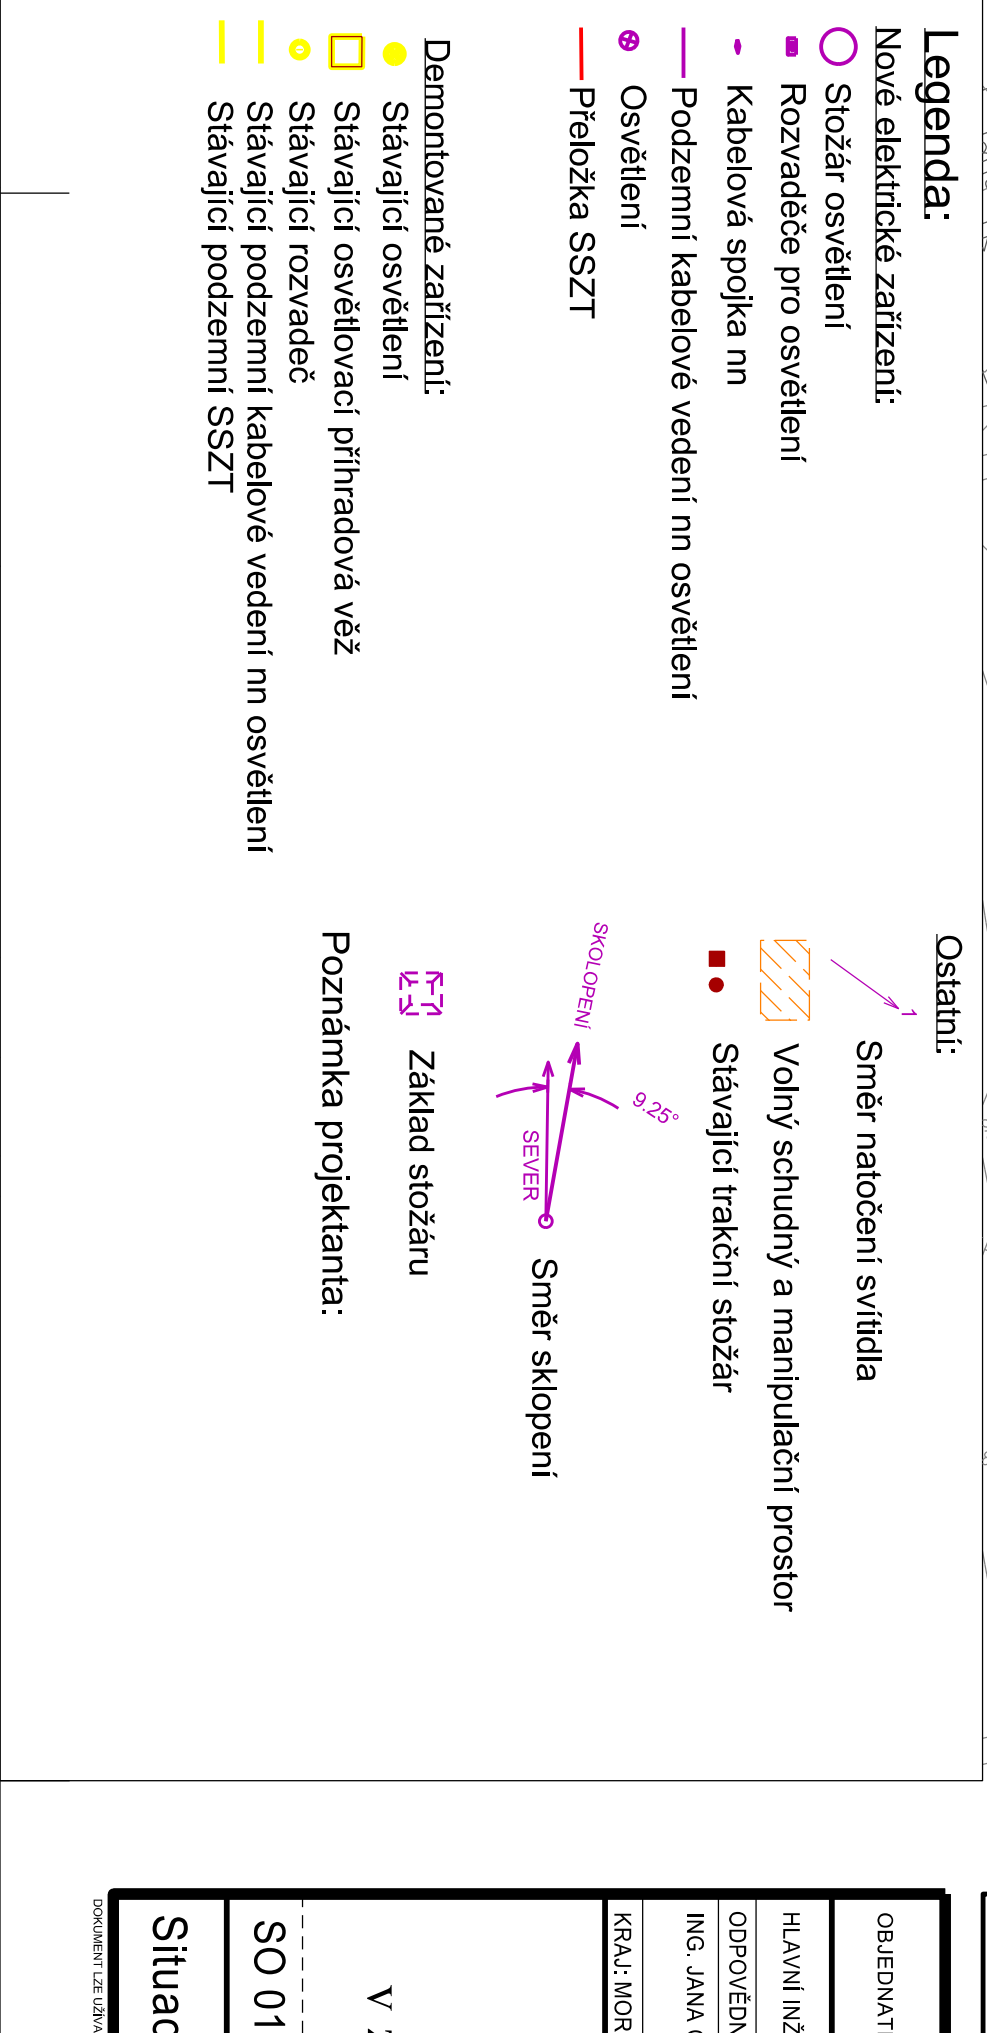 Legenda:
Nové elektrické zařízení:
Stožár osvětlení
Rozvaděče pro osvětlení
Kabelová spojka nn
Podzemní kabelové vedení nn osvětlení
Osvětlení
Přeložka SSZT
Demontované zařízení:
Stávající osvětlení
Stávající osvětlovací příhradová věž
Stávající rozvadeč
Stávající podzemní kabelové vedení nn osvětlení
Stávající podzemní SSZT
Ostatní:
1
Směr natočení svítidla
Volný schudný a manipulační prostor
Stávající trakční stožár
SKOLOPENÍ
9.25°
SEVER
Směr sklopení
Základ stožáru
Poznámka projektanta:
OBJEDNATE
HLAVNÍ INŽ
ODPOVĚDN
ING. JANA
KRAJ: MOR
V
SO 01
Situac
DOKUMENT LZE UŽÍVA